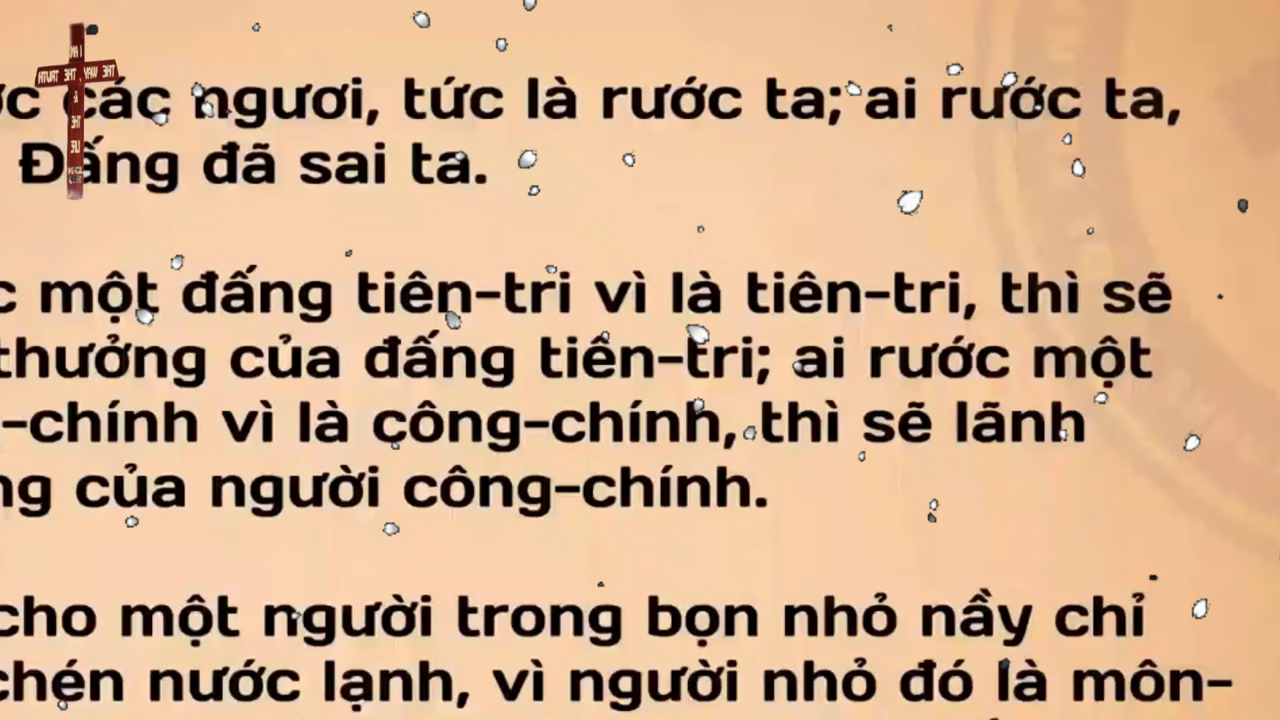 các ngươi, tức là rước ta; ai rước ta,
Đấng đã sai ta.
một đấng tiên-tri vì là tiên-tri, thì sẽ
thưởng của đấng tiên-tri; ai rước một
-chính vì là công-chính, thì sẽ lãnh
của người công-chính.
cho một người trong bọn nhỏ nầy chỉ
chén nước lạnh, vì người nhỏ đó là môn-